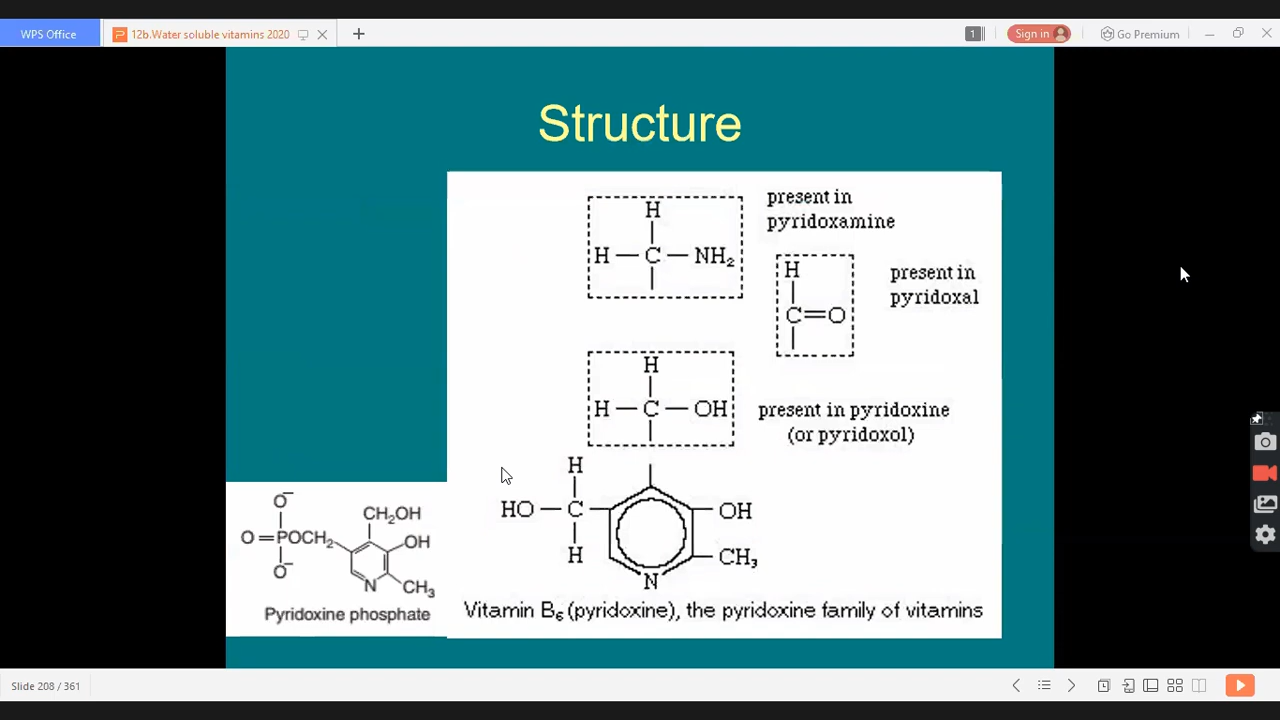 WPS Office
12b.Water soluble vitamins 2020
1
Sign in
Go Premium
Structure
present in
pyridoxamine
H
H — C — NH₂
present in
pyridoxal
H
C = O
H
H — C — OH
present in pyridoxine
(or pyridoxol)
H
HO — C
H
OH
CH₃
N
Vitamin B₆ (pyridoxine), the pyridoxine family of vitamins
O⁻
O = POCH₂
O⁻
CH₂OH
OH
CH₃
N
Pyridoxine phosphate
Slide 208 / 361